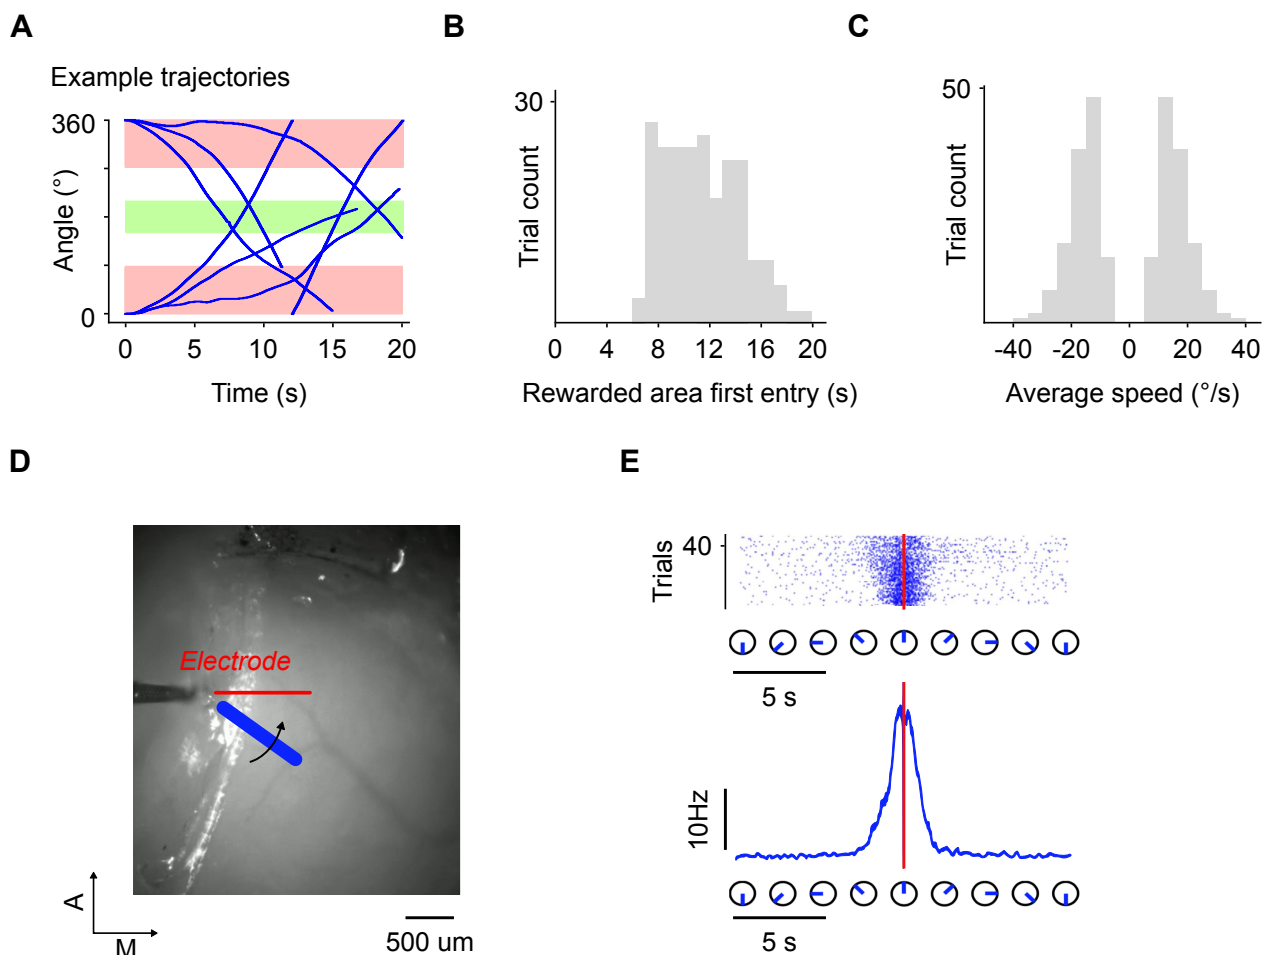 A
B
C
Example trajectories
360
0
Angle (°)
0 5 10 15 20
Time (s)
30
Trial count
0 4 8 12 16 20
Rewarded area first entry (s)
50
Trial count
-40 -20 0 20 40
Average speed (°/s)
D
E
Electrode
A
M
500 um
40
Trials
5 s
10Hz
5 s